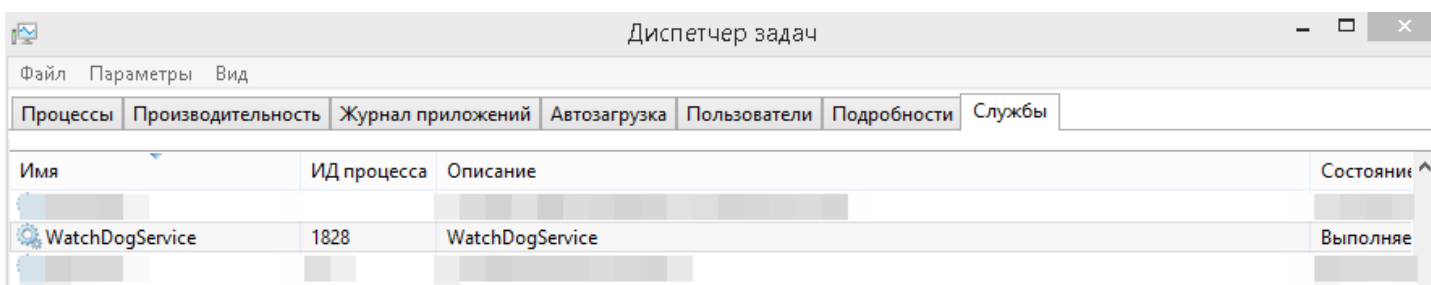 Диспетчер задач
Файл Параметры Вид
Процессы Производительность Журнал приложений Автозагрузка Пользователи Подробности Службы
Имя ИД процесса Описание Состояние
WatchDogService 1828 WatchDogService Выполняе